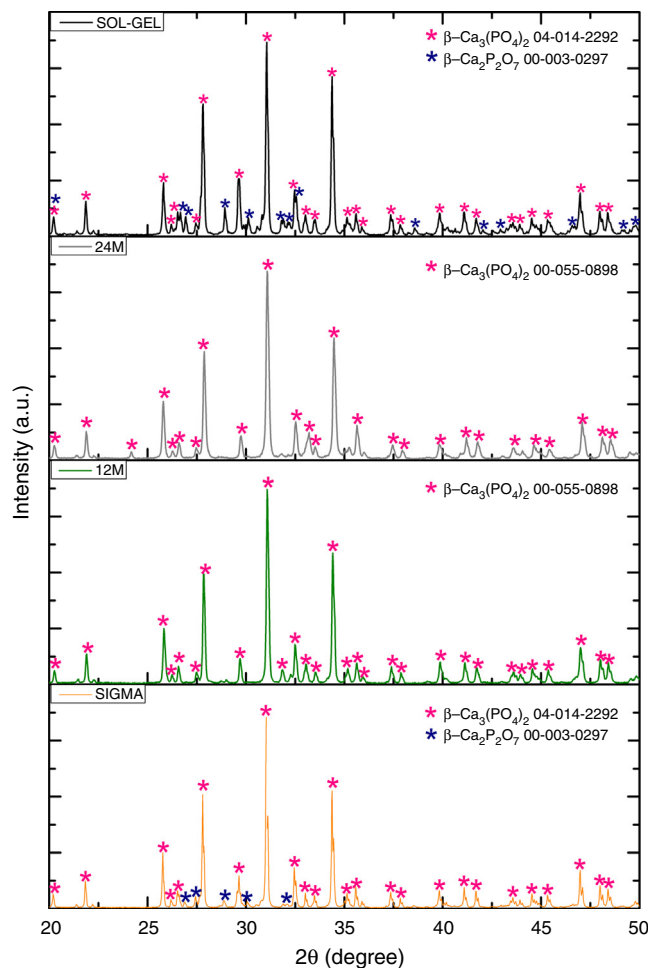 SOL-GEL
* β–Ca₃(PO₄)₂ 04-014-2292
* β–Ca₂P₂O₇ 00-003-0297
24M
* β–Ca₃(PO₄)₂ 00-055-0898
12M
* β–Ca₃(PO₄)₂ 00-055-0898
SIGMA
* β–Ca₃(PO₄)₂ 04-014-2292
* β–Ca₂P₂O₇ 00-003-0297
Intensity (a.u.)
20 25 30 35 40 45 50
2θ (degree)